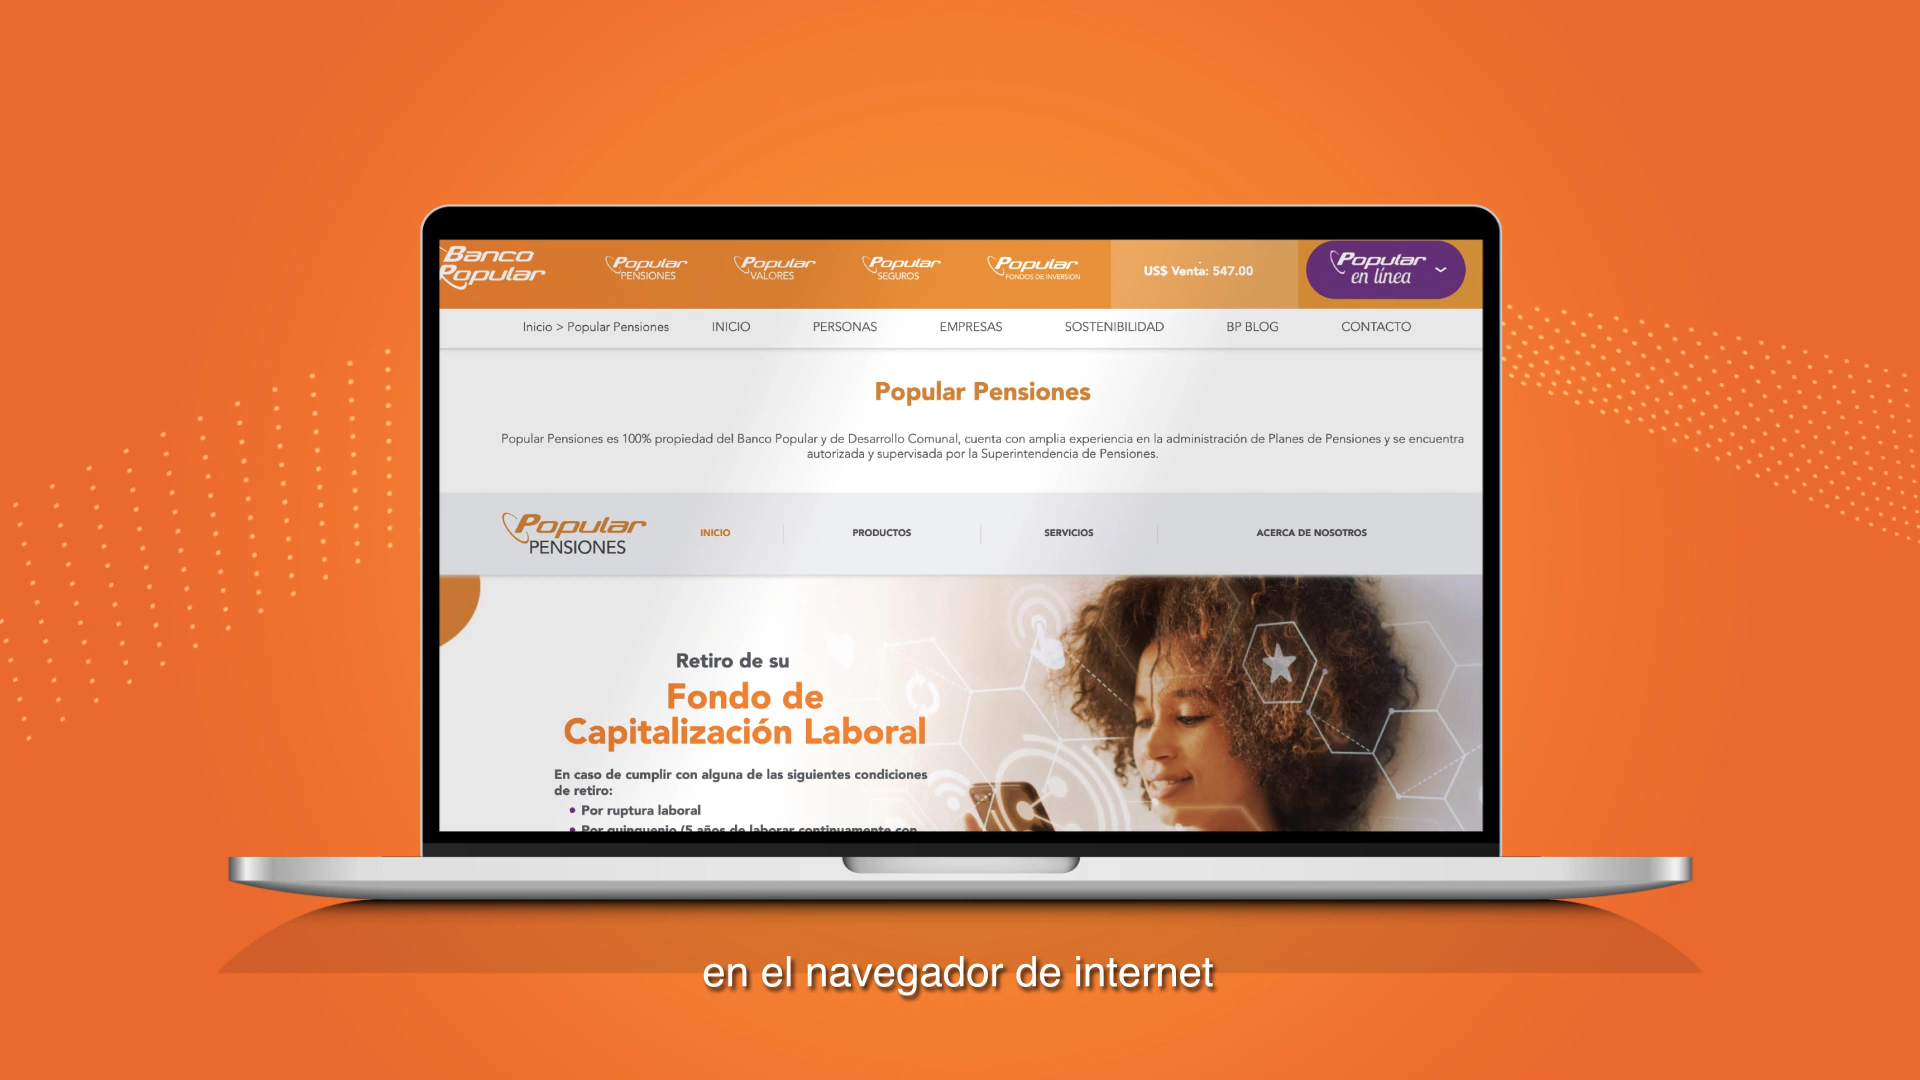 Banco
Popular
Popular
PENSIONES
Popular
VALORES
Popular
SEGUROS
Popular
FONDOS DE INVERSIÓN
US$ Venta: 547.00
Popular
en línea
Inicio > Popular Pensiones
INICIO
PERSONAS
EMPRESAS
SOSTENIBILIDAD
BP BLOG
CONTACTO
Popular Pensiones
Popular Pensiones es 100% propiedad del Banco Popular y de Desarrollo Comunal, cuenta con amplia experiencia en la administración de Planes de Pensiones y se encuentra
autorizada y supervisada por la Superintendencia de Pensiones.
Popular
PENSIONES
INICIO
PRODUCTOS
SERVICIOS
ACERCA DE NOSOTROS
Retiro de su
Fondo de
Capitalización Laboral
En caso de cumplir con alguna de las siguientes condiciones
de retiro:
• Por ruptura laboral
• Por quinquenio (5 años de laborar continuamente con
en el navegador de internet